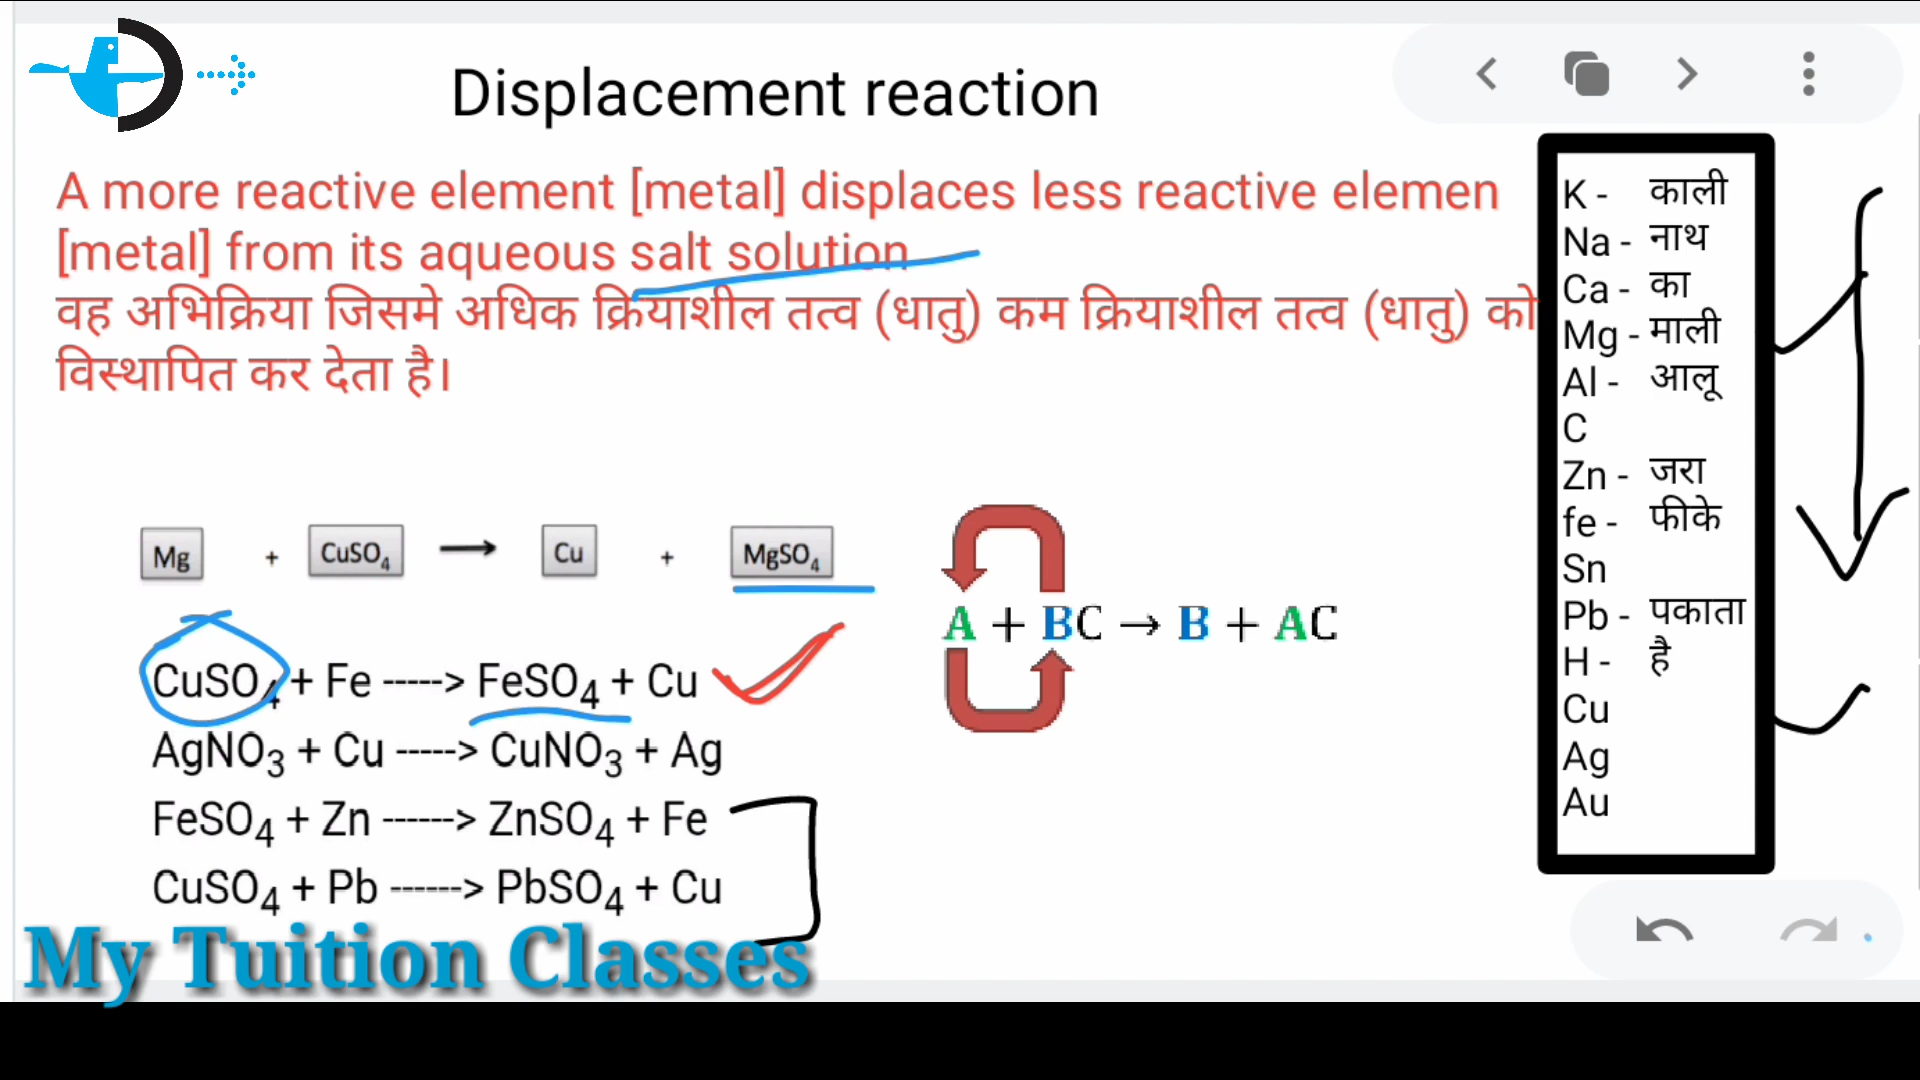 Displacement reaction
A more reactive element [metal] displaces less reactive elemen
[metal] from its aqueous salt solution
वह अभिक्रिया जिसमे अधिक क्रियाशील तत्व (धातु) कम क्रियाशील तत्व (धातु) को
विस्थापित कर देता है।
Mg + CuSO₄ → Cu + MgSO₄
CuSO₄ + Fe -----> FeSO₄ + Cu
AgNO₃ + Cu -----> CuNO₃ + Ag
FeSO₄ + Zn ------> ZnSO₄ + Fe
CuSO₄ + Pb ------> PbSO₄ + Cu
A + BC → B + AC
K - काली
Na - नाथ
Ca - का
Mg - माली
Al - आलू
C
Zn - जरा
fe - फीके
Sn
Pb - पकाता
H - है
Cu
Ag
Au
My Tuition Classes